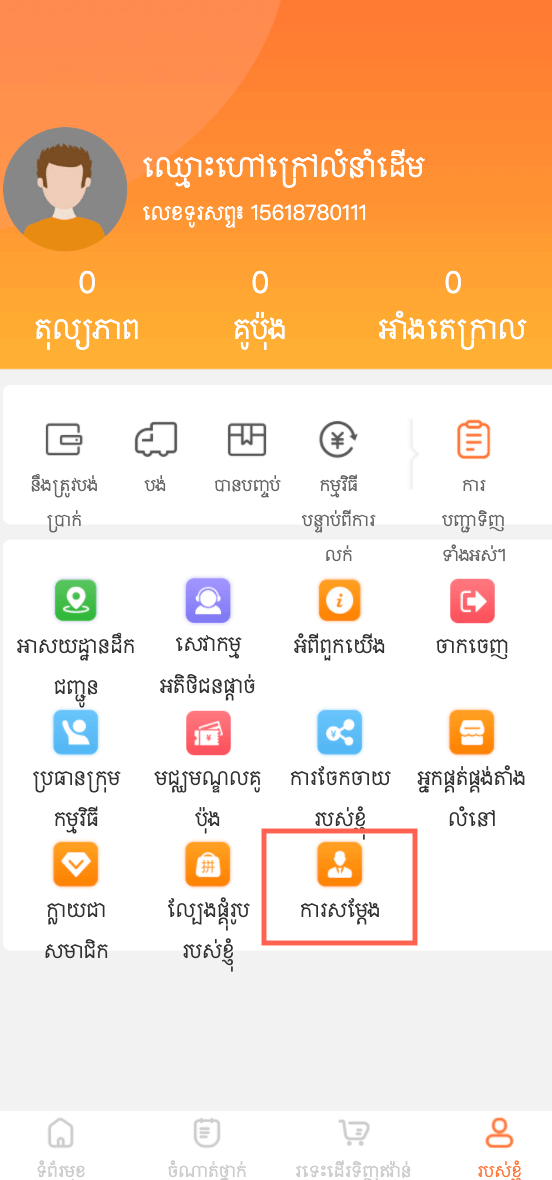 ឈ្មោះហៅក្រៅលំនាំដើម
លេខទូរសព្ទ៖ 15618780111
0 0 0
តុល្យភាព គូប៉ុង អាំងតេក្រាល
នឹងត្រូវបង់ បង់ បានបញ្ចប់ កម្មវិធី ការ
ប្រាក់ បន្ទាប់ពីការ បញ្ជាទិញ
លក់ ទាំងអស់។
អាសយដ្ឋានដឹក សេវាកម្ម អំពីពួកយើង ចាកចេញ
ជញ្ជូន អតិថិជនផ្តាច់
ប្រធានក្រុម មជ្ឈមណ្ឌលគូ ការចែកចាយ អ្នកផ្គត់ផ្គង់តាំង
កម្មវិធី ប៉ុង របស់ខ្ញុំ លំនៅ
ក្លាយជា ល្បែងផ្គុំរូប ការសម្តែង
សមាជិក របស់ខ្ញុំ
ទំព័រមុខ ចំណាត់ថ្នាក់ រទេះដើរទិញឥវ៉ាន់ របស់ខ្ញុំ